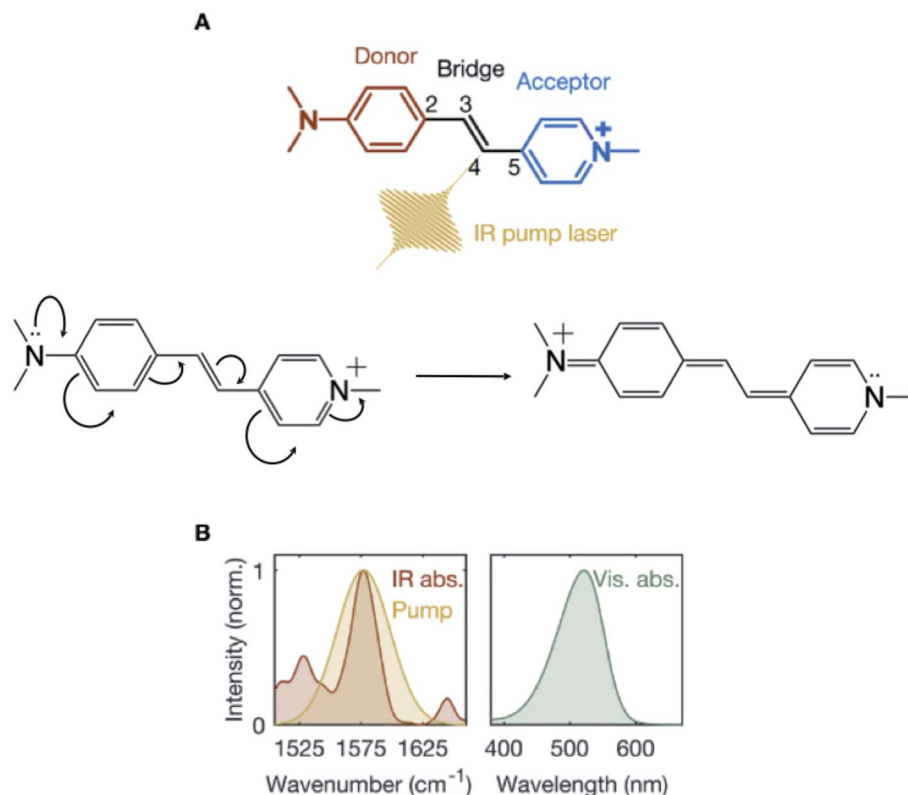 A
Donor
Bridge
Acceptor
2 3
4 5
N
N
+
IR pump laser
N
..
N
+
N
+
N
..
B
IR abs.
Pump
Vis. abs.
Intensity (norm.)
1
0
1525 1575 1625
Wavenumber (cm⁻¹)
400 500 600
Wavelength (nm)